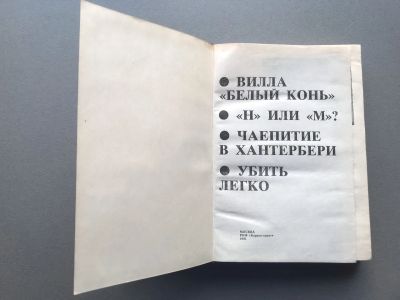 ● ВИЛЛА
«БЕЛЫЙ КОНЬ»
● «Н» ИЛИ «М»?
● ЧАЕПИТИЕ
В ХАНТЕРБЕРИ
● УБИТЬ
ЛЕГКО
МОСКВА